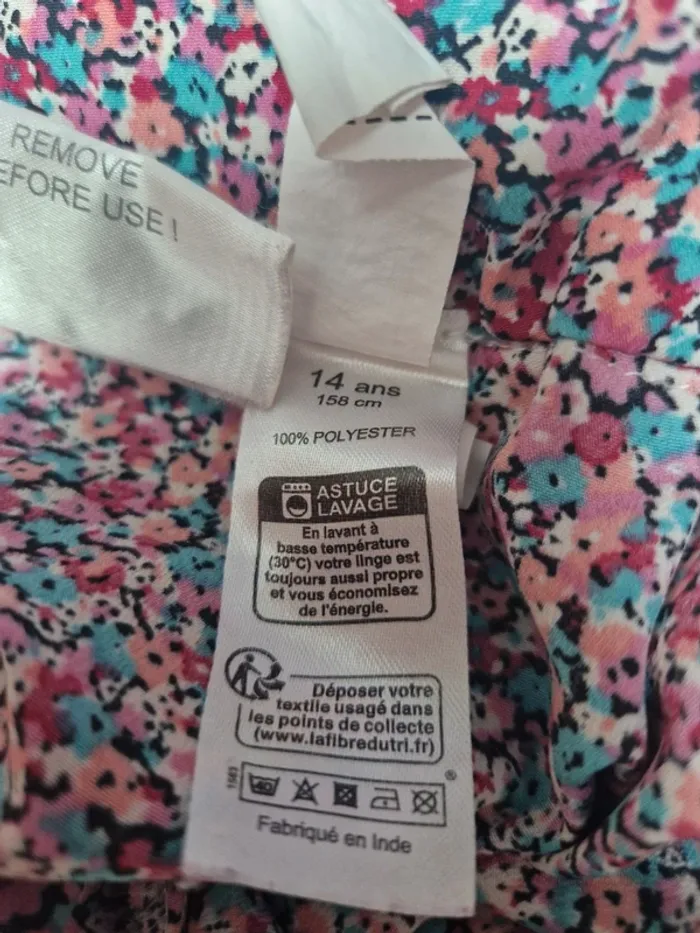 REMOVE
EFORE USE !
14 ans
158 cm
100% POLYESTER
ASTUCE
LAVAGE
En lavant à
basse température
(30°C) votre linge est
toujours aussi propre
et vous économisez
de l'énergie.
Déposer votre
textile usagé dans
les points de collecte
(www.lafibredutri.fr)
40
®
Fabriqué en Inde